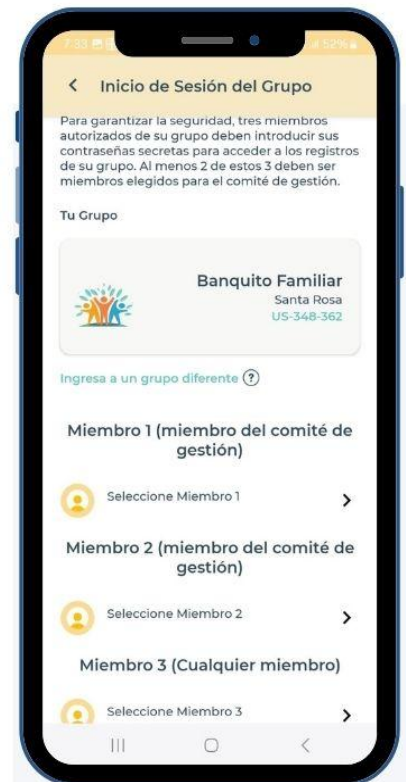 7:33
52%
Inicio de Sesión del Grupo
Para garantizar la seguridad, tres miembros
autorizados de su grupo deben introducir sus
contraseñas secretas para acceder a los registros
de su grupo. Al menos 2 de estos 3 deben ser
miembros elegidos para el comité de gestión.
Tu Grupo
Banquito Familiar
Santa Rosa
US-348-362
Ingresa a un grupo diferente ?
Miembro 1 (miembro del comité de
gestión)
Seleccione Miembro 1
Miembro 2 (miembro del comité de
gestión)
Seleccione Miembro 2
Miembro 3 (Cualquier miembro)
Seleccione Miembro 3